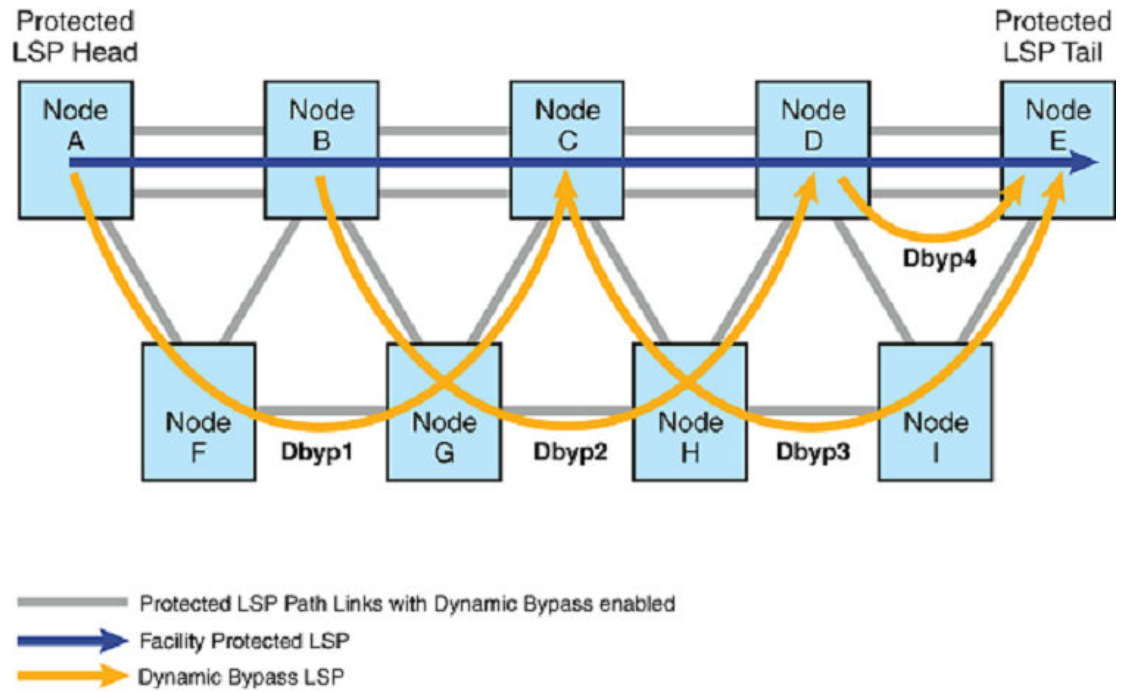 Protected
LSP Head
Protected
LSP Tail
Node
A
Node
B
Node
C
Node
D
Node
E
Dbyp4
Node
F
Dbyp1
Node
G
Dbyp2
Node
H
Dbyp3
Node
I
Protected LSP Path Links with Dynamic Bypass enabled
Facility Protected LSP
Dynamic Bypass LSP